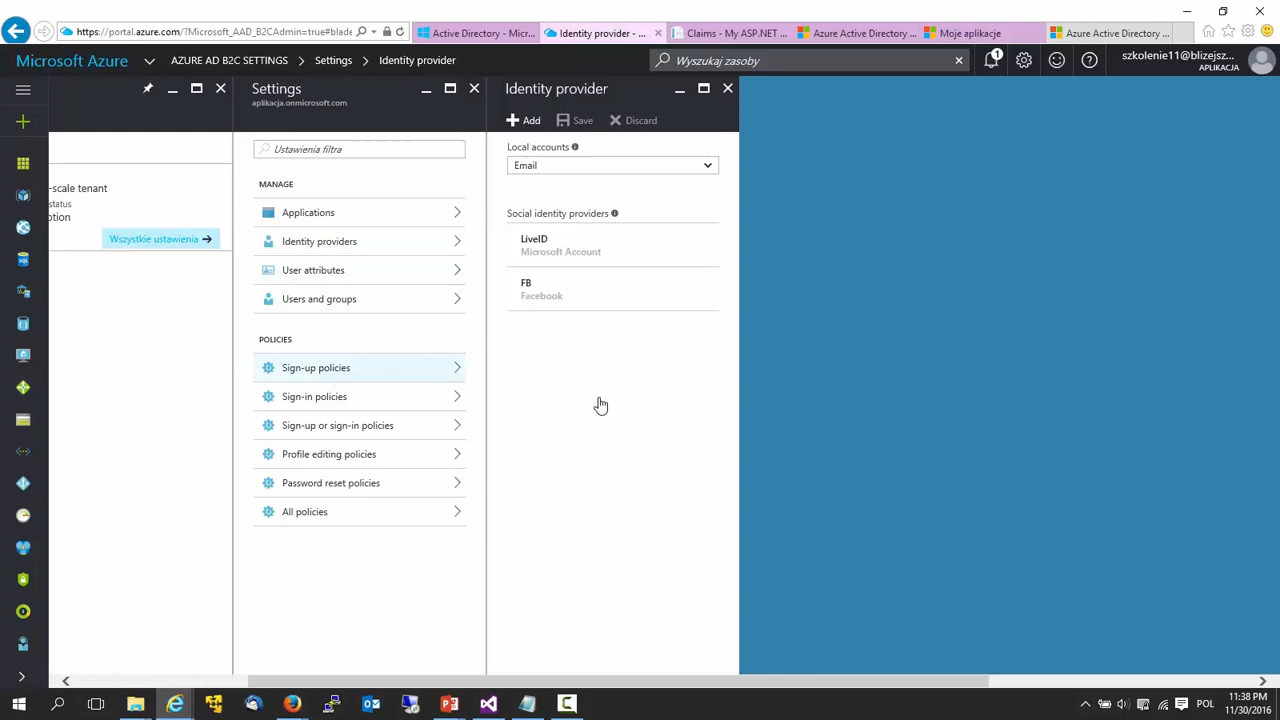 https://portal.azure.com/?Microsoft_AAD_B2CAdmin=true#blade
Active Directory - Micr...
Identity provider - ...
Claims - My ASP.NET ...
Azure Active Directory ...
Moje aplikacje
Azure Active Directory ...
Microsoft Azure
AZURE AD B2C SETTINGS
Settings
Identity provider
Wyszukaj zasoby
1
szkolenie11@blizejsz...
APLIKACJA
Settings
aplikacja.onmicrosoft.com
Identity provider
Add
Save
Discard
-scale tenant
status
ption
Wszystkie ustawienia
Ustawienia filtra
MANAGE
Applications
Identity providers
User attributes
Users and groups
POLICIES
Sign-up policies
Sign-in policies
Sign-up or sign-in policies
Profile editing policies
Password reset policies
All policies
Local accounts
Email
Social identity providers
LiveID
Microsoft Account
FB
Facebook
POL
11:38 PM
11/30/2016